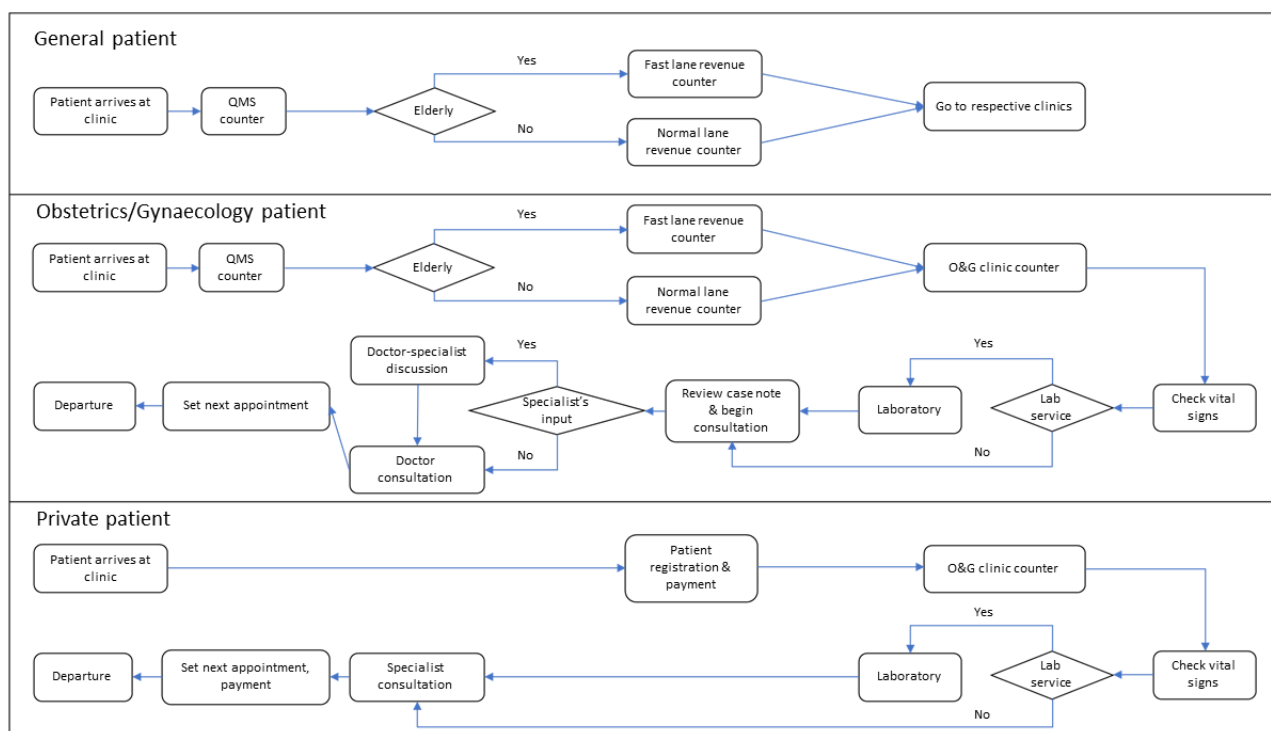 General patient
Yes
Fast lane revenue
counter
Patient arrives at
clinic
QMS
counter
Elderly
Go to respective clinics
No
Normal lane
revenue counter
Obstetrics/Gynaecology patient
Yes
Fast lane revenue
counter
Patient arrives at
clinic
QMS
counter
Elderly
O&G clinic counter
No
Normal lane
revenue counter
Doctor-specialist
discussion
Yes
Yes
Departure
Set next appointment
Specialist's
input
Review case note
& begin
consultation
Laboratory
Lab
service
Check vital
signs
Doctor
consultation
No
No
Private patient
Patient arrives at
clinic
Patient
registration &
payment
O&G clinic counter
Yes
Departure
Set next appointment,
payment
Specialist
consultation
Laboratory
Lab
service
Check vital
signs
No